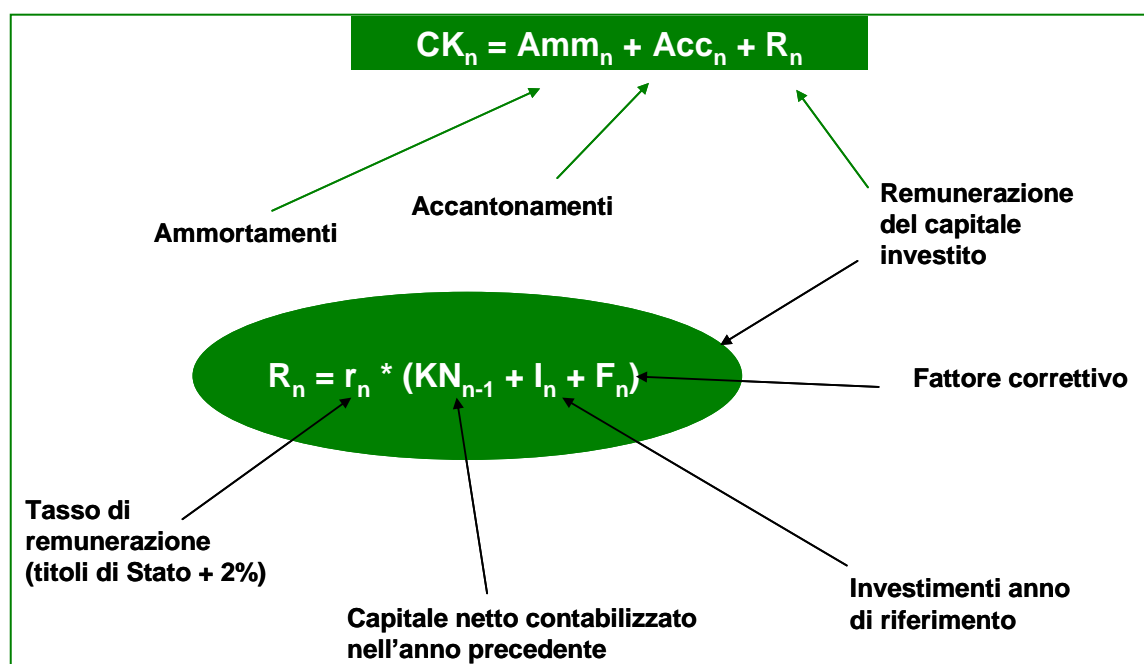 CKn = Ammn + Accn + Rn
Ammortamenti
Accantonamenti
Remunerazione
del capitale
investito
Rn = rn * (KNn-1 + In + Fn)
Fattore correttivo
Tasso di
remunerazione
(titoli di Stato + 2%)
Capitale netto contabilizzato
nell'anno precedente
Investimenti anno
di riferimento